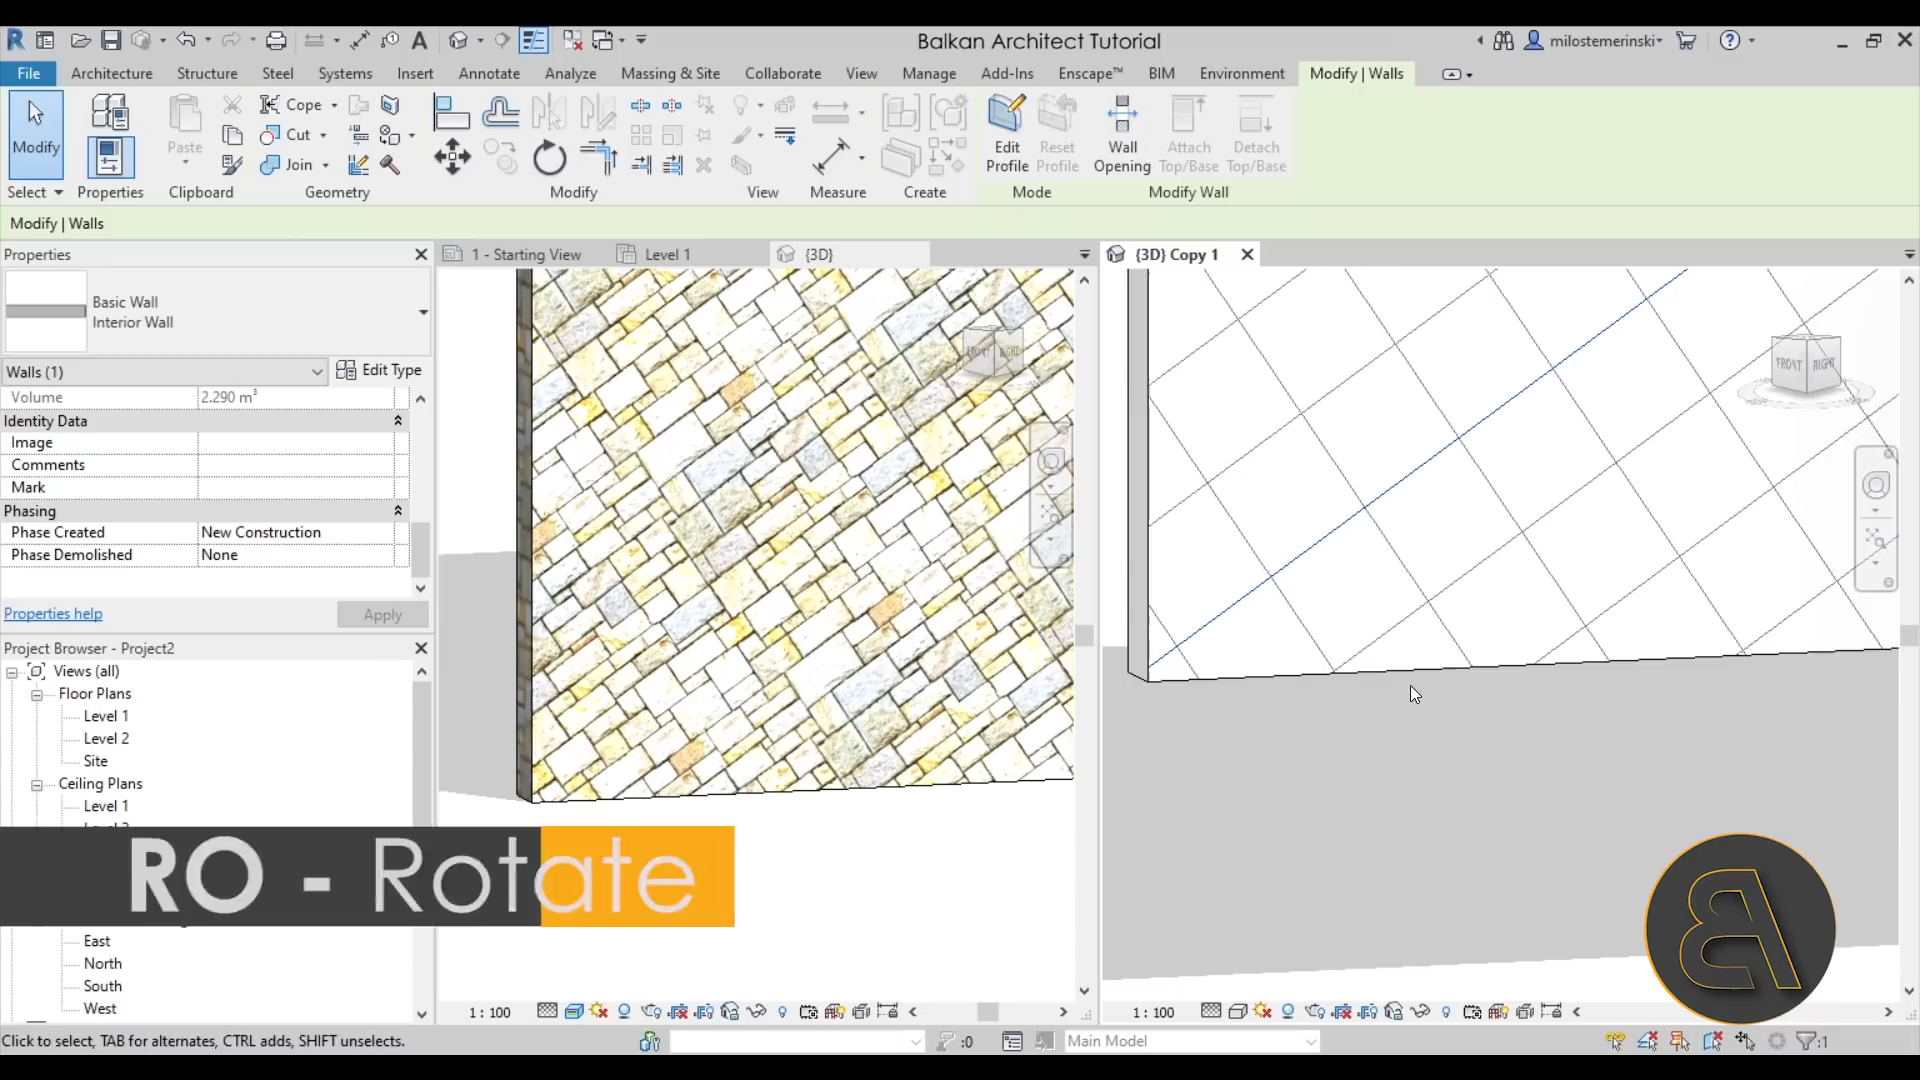 Balkan Architect Tutorial
milostemerinski
File Architecture Structure Steel Systems Insert Annotate Analyze Massing & Site Collaborate View Manage Add-Ins Enscape™ BIM Environment Modify | Walls
Modify
Paste
Cope
Cut
Join
Edit Profile
Reset Profile
Wall Opening
Attach Top/Base
Detach Top/Base
Select Properties Clipboard Geometry Modify View Measure Create Mode Modify Wall
Modify | Walls
Properties
1 - Starting View
Level 1
{3D}
{3D} Copy 1
Basic Wall
Interior Wall
Walls (1)
Edit Type
Volume 2.290 m³
Identity Data
Image
Comments
Mark
Phasing
Phase Created New Construction
Phase Demolished None
Properties help
Apply
FRONT RIGHT
FRONT RIGHT
Project Browser - Project2
Views (all)
Floor Plans
Level 1
Level 2
Site
Ceiling Plans
Level 1
RO - Rotate
East
North
South
West
1 : 100
1 : 100
Click to select, TAB for alternates, CTRL adds, SHIFT unselects.
:0
Main Model
:1